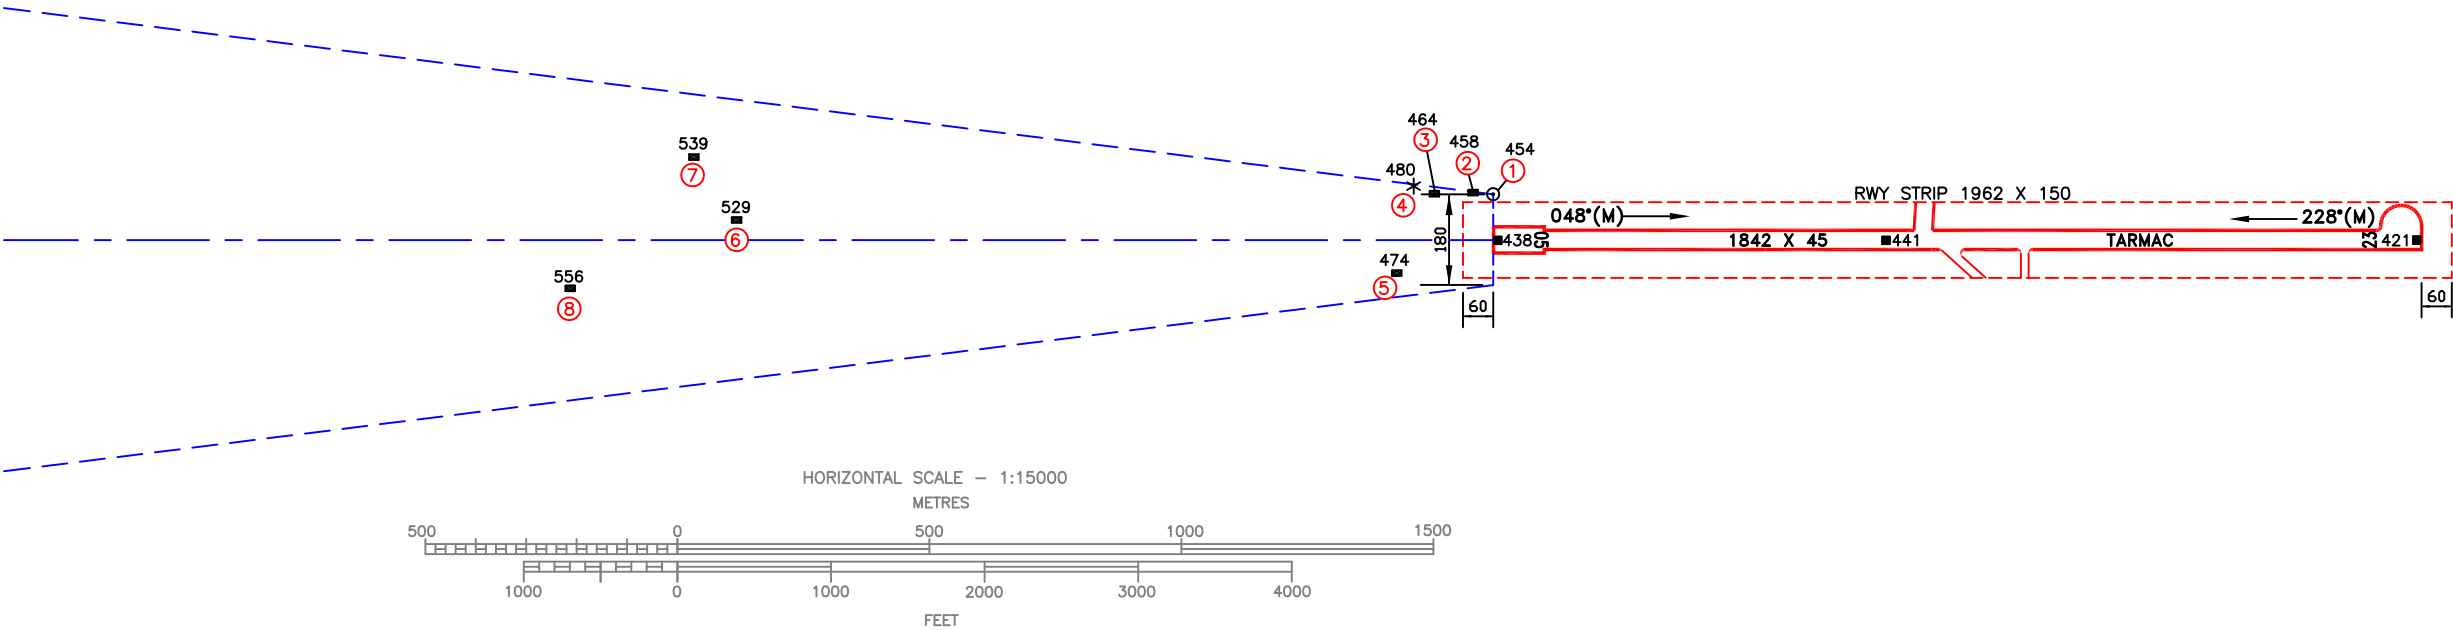 464
3
458
2
454
1
539
7
480
4
RWY STRIP 1962 X 150
529
6
048°(M)
228°(M)
180
438
05
1842 X 45
441
TARMAC
23
421
474
5
556
8
60
60
HORIZONTAL SCALE - 1:15000
METRES
500 0 500 1000 1500
1000 0 1000 2000 3000 4000
FEET